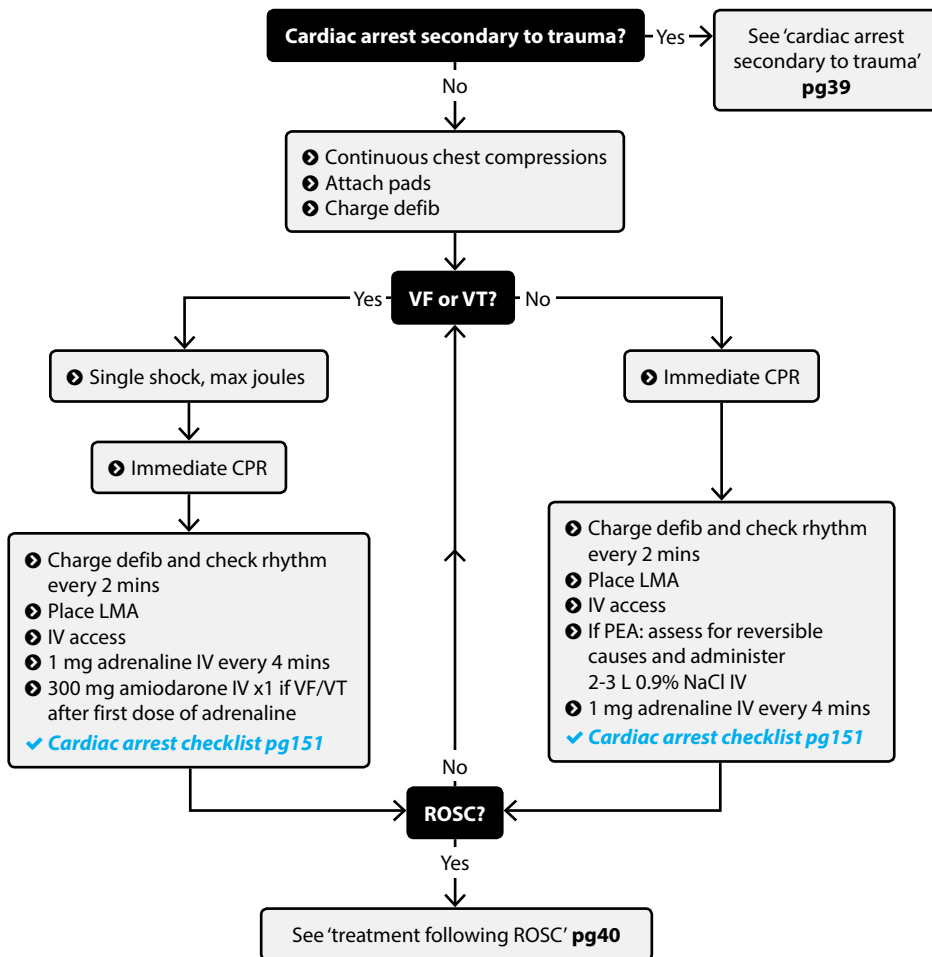 Cardiac arrest secondary to trauma?
Yes
See ‘cardiac arrest
secondary to trauma’
pg39
No
Continuous chest compressions
Attach pads
Charge defib
Yes
VF or VT?
No
Single shock, max joules
Immediate CPR
Charge defib and check rhythm
every 2 mins
Place LMA
IV access
1 mg adrenaline IV every 4 mins
300 mg amiodarone IV x1 if VF/VT
after first dose of adrenaline
Cardiac arrest checklist pg151
Immediate CPR
Charge defib and check rhythm
every 2 mins
Place LMA
IV access
If PEA: assess for reversible
causes and administer
2-3 L 0.9% NaCl IV
1 mg adrenaline IV every 4 mins
Cardiac arrest checklist pg151
No
ROSC?
Yes
See ‘treatment following ROSC’ pg40